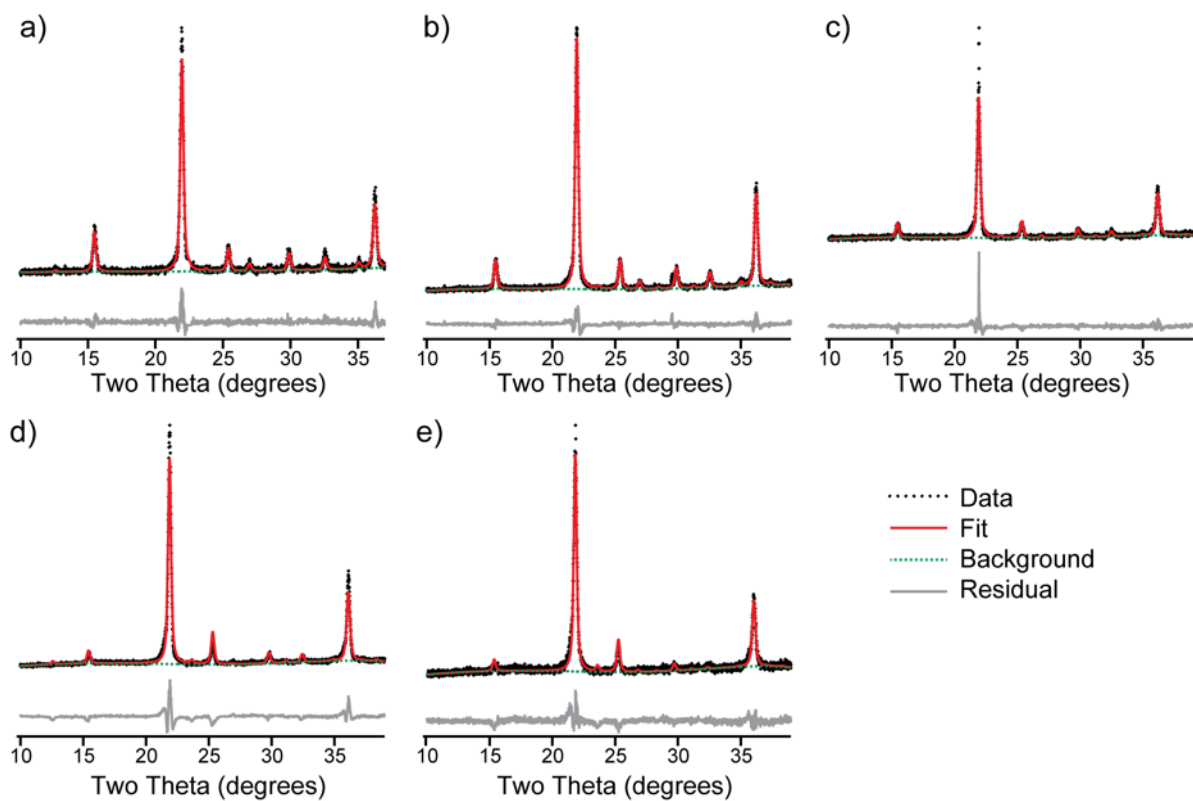 a)
b)
c)
10 15 20 25 30 35
Two Theta (degrees)
10 15 20 25 30 35
Two Theta (degrees)
10 15 20 25 30 35 40
Two Theta (degrees)
d)
e)
10 15 20 25 30 35
Two Theta (degrees)
10 15 20 25 30 35
Two Theta (degrees)
Data
Fit
Background
Residual